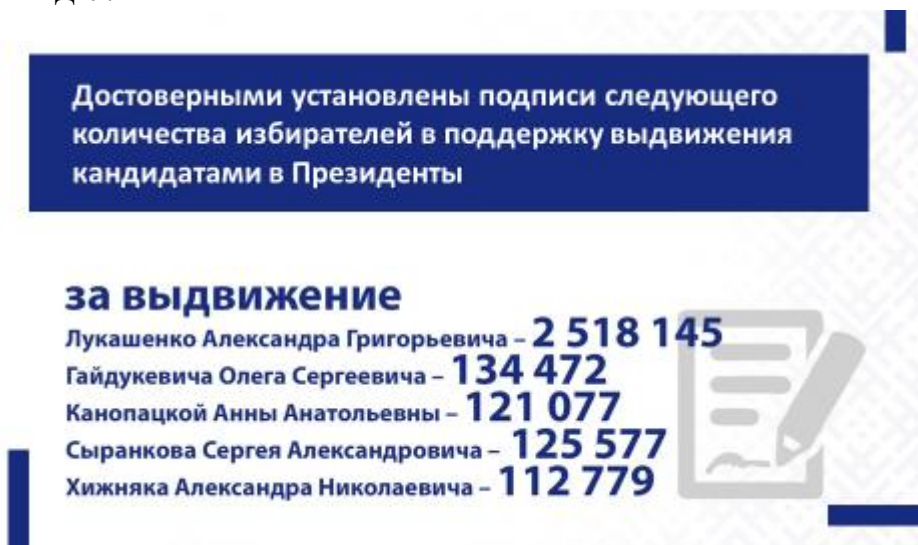 Достоверными установлены подписи следующего
количества избирателей в поддержку выдвижения
кандидатами в Президенты
за выдвижение
Лукашенко Александра Григорьевича – 2 518 145
Гайдукевича Олега Сергеевича – 134 472
Канопацкой Анны Анатольевны – 121 077
Сыранкова Сергея Александровича – 125 577
Хижняка Александра Николаевича – 112 779